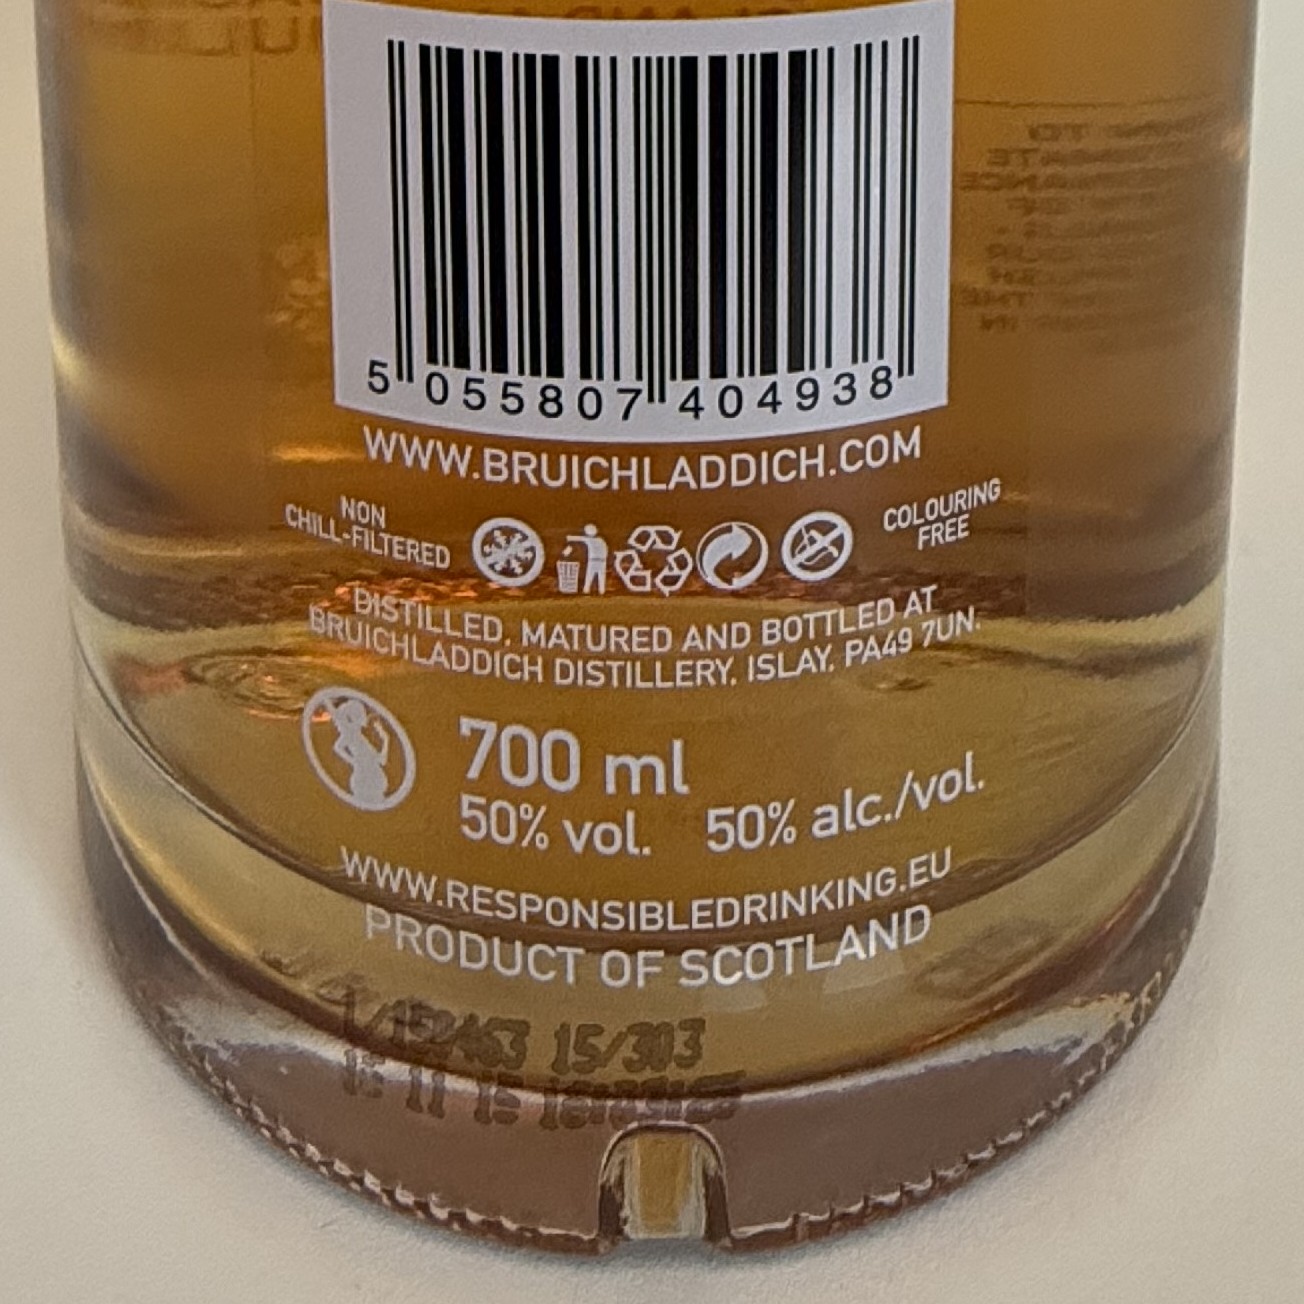 5 055807 404938
WWW.BRUICHLADDICH.COM
NON
CHILL-FILTERED
COLOURING
FREE
DISTILLED, MATURED AND BOTTLED AT
BRUICHLADDICH DISTILLERY, ISLAY, PA49 7UN.
700 ml
50% vol. 50% alc./vol.
WWW.RESPONSIBLEDRINKING.EU
PRODUCT OF SCOTLAND
15/303